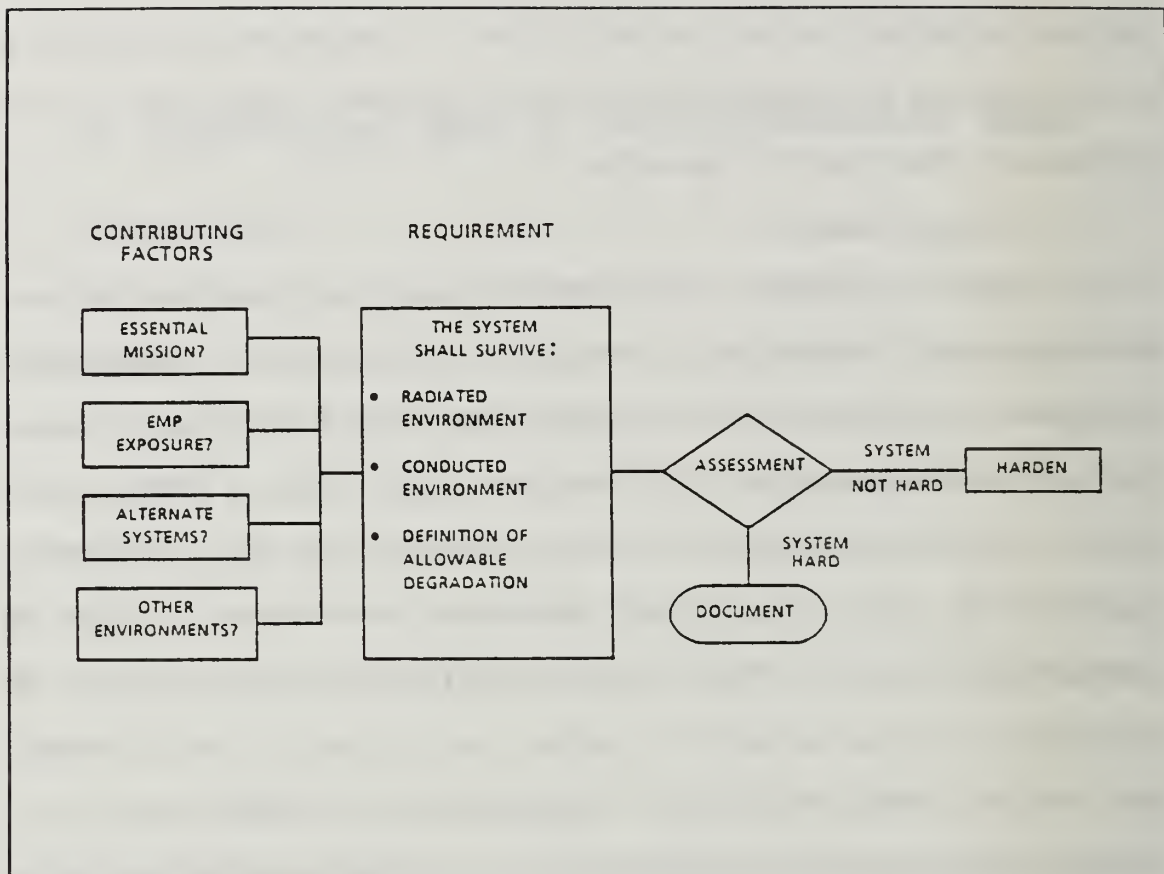 CONTRIBUTING
FACTORS
REQUIREMENT
ESSENTIAL
MISSION?
EMP
EXPOSURE?
ALTERNATE
SYSTEMS?
OTHER
ENVIRONMENTS?
THE SYSTEM
SHALL SURVIVE:
• RADIATED
ENVIRONMENT
• CONDUCTED
ENVIRONMENT
• DEFINITION OF
ALLOWABLE
DEGRADATION
ASSESSMENT
SYSTEM
NOT HARD
HARDEN
SYSTEM
HARD
DOCUMENT